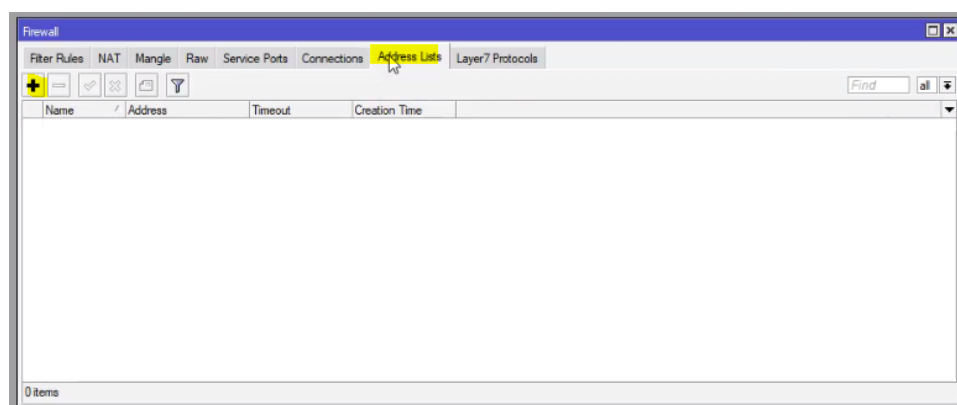 Firewall
Filter Rules NAT Mangle Raw Service Ports Connections Address Lists Layer7 Protocols
Find all
Name Address Timeout Creation Time
0 items